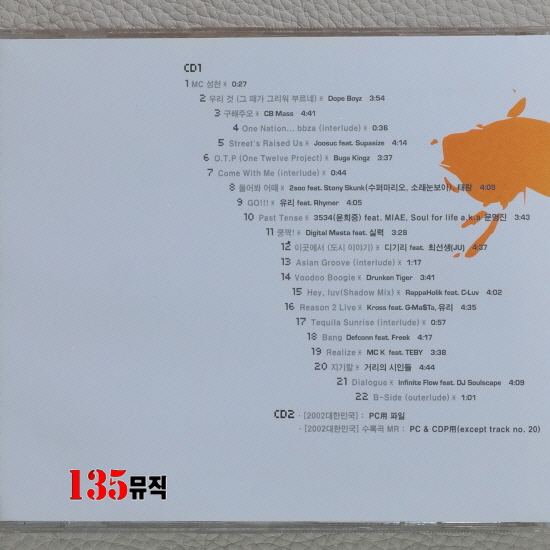 CD1
1 MC 성천 0:27
2 우리 것 (그 때가 그리워 부르네) Dope Boyz 3:54
3 구해주오 CB Mass 4:41
4 One Nation... bbza (interlude) 0:36
5 Street's Raised Us Joosuc feat. Supasize 4:14
6 O.T.P (One Twelve Project) Buga Kingz 3:37
7 Come With Me (interlude) 0:44
8 들어봐 어때 2soo feat. Stony Skunk(수퍼마리오, 소래눈보아), 태랑 4:08
9 GO!!! 유리 feat. Rhymer 4:05
10 Past Tense 3534(윤희중) feat. MIAE, Soul for life a.k.a 문명진 3:43
11 쿵짝! Digital Masta feat. 실력 3:28
12 이곳에서 (도시 이야기) 디기리 feat. 최선생(JU) 4:37
13 Asian Groove (interlude) 1:17
14 Voodoo Boogie Drunken Tiger 3:41
15 Hey, luv(Shadow Mix) RappaHolik feat. C-Luv 4:02
16 Reason 2 Live Kross feat. G-Ma$Ta, 유리 4:35
17 Tequila Sunrise (interlude) 0:57
18 Bang Defconn feat. Freek 4:17
19 Realize MC K feat. TEBY 3:38
20 지기할 거리의 시인들 4:44
21 Dialogue Infinite Flow feat. DJ Soulscape 4:09
22 B-Side (outerlude) 1:01
CD2 · [2002대한민국] : PC用 파일
· [2002대한민국] 수록곡 MR : PC & CDP用(except track no. 20)
135뮤직